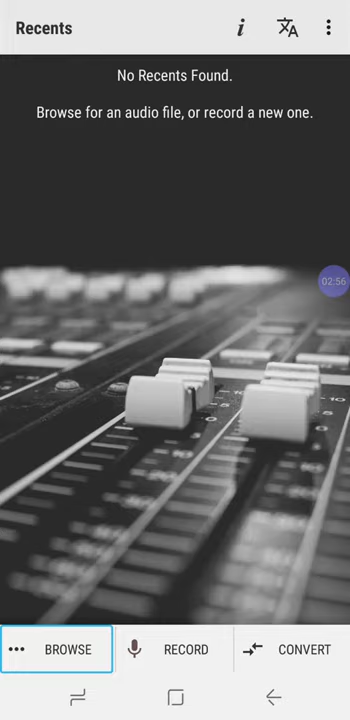 Recents
No Recents Found.
Browse for an audio file, or record a new one.
02:56
BROWSE
RECORD
CONVERT